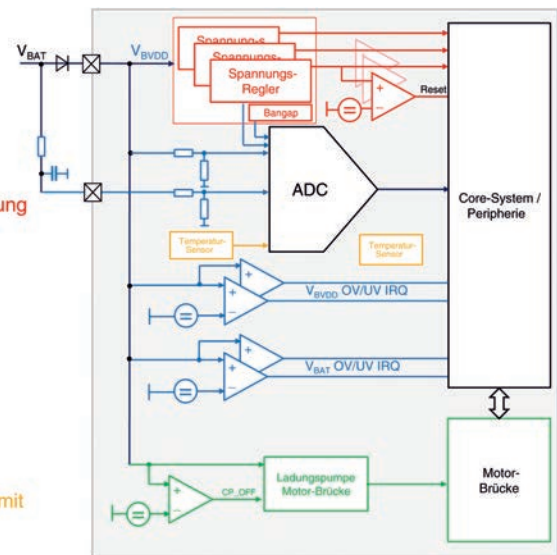 V_BAT
V_BVDD
Spannung-s
Spannungs-
Spannungs-
Regler
Bangap
Reset
ung
ADC
Core-System /
Peripherie
Temperatur-
Sensor
Temperatur-
Sensor
V_BVDD OV/UV IRQ
V_BAT OV/UV IRQ
Ladungspumpe
Motor-Brücke
CP_OFF
Motor-
Brücke
mit